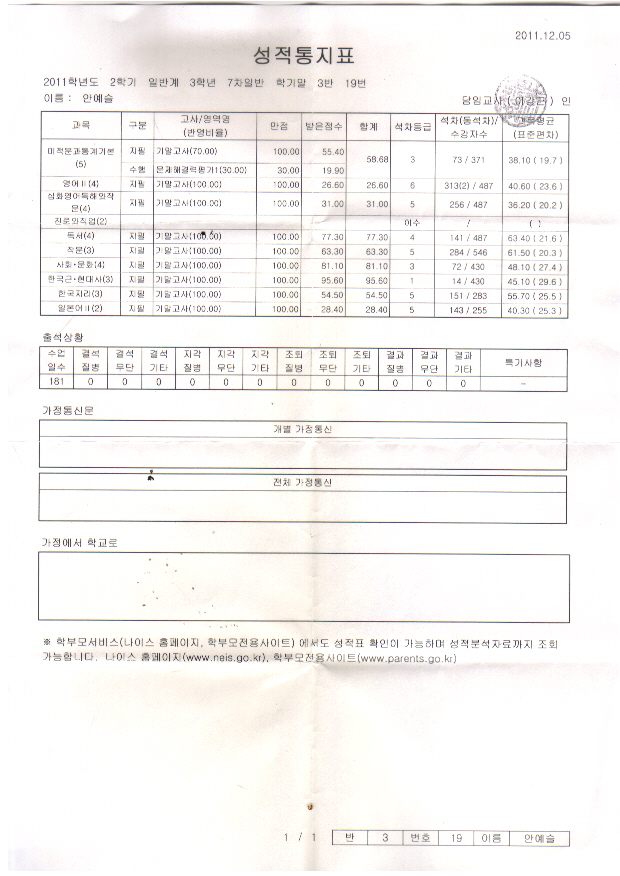 2011.12.05
성적통지표
2011학년도 2학기 일반계 3학년 7차일반 학기말 3반 19번
이름 : 안예슬 담임교사 ( 이강 ) 인
과목 구분 고사/영역명 (반영비율) 만점 받은점수 합계 석차등급 석차(동석차)/수강자수 과목평균 (표준편차)
미적분과통계기본 (5) 지필 기말고사(70.00) 100.00 55.40 58.68 3 73 / 371 38.10 ( 19.7 )
수행 문제해결력평가1(30.00) 30.00 19.90
영어Ⅱ(4) 지필 기말고사(100.00) 100.00 26.60 26.60 6 313(2) / 487 40.60 ( 23.6 )
심화영어독해와작문(4) 지필 기말고사(100.00) 100.00 31.00 31.00 5 256 / 487 36.20 ( 20.2 )
진로와직업(2) 이수 / ( )
독서(4) 지필 기말고사(100.00) 100.00 77.30 77.30 4 141 / 487 63.40 ( 21.6 )
작문(3) 지필 기말고사(100.00) 100.00 63.30 63.30 5 284 / 546 61.50 ( 20.3 )
사회·문화(4) 지필 기말고사(100.00) 100.00 81.10 81.10 3 72 / 430 48.10 ( 27.4 )
한국근·현대사(3) 지필 기말고사(100.00) 100.00 95.60 95.60 1 14 / 430 45.10 ( 29.6 )
한국지리(3) 지필 기말고사(100.00) 100.00 54.50 54.50 5 151 / 283 55.70 ( 25.5 )
일본어Ⅱ(2) 지필 기말고사(100.00) 100.00 28.40 28.40 5 143 / 255 40.30 ( 25.3 )
출석상황
수업일수 결석질병 결석무단 결석기타 지각질병 지각무단 지각기타 조퇴질병 조퇴무단 조퇴기타 결과질병 결과무단 결과기타 특기사항
181 0 0 0 0 0 0 0 0 0 0 0 0 -
가정통신문
개별 가정통신
전체 가정통신
가정에서 학교로
※ 학부모서비스(나이스 홈페이지, 학부모전용사이트) 에서도 성적표 확인이 가능하며 성적분석자료까지 조회
가능합니다. 나이스 홈페이지(www.neis.go.kr), 학부모전용사이트(www.parents.go.kr)
1 / 1 반 3 번호 19 이름 안예슬